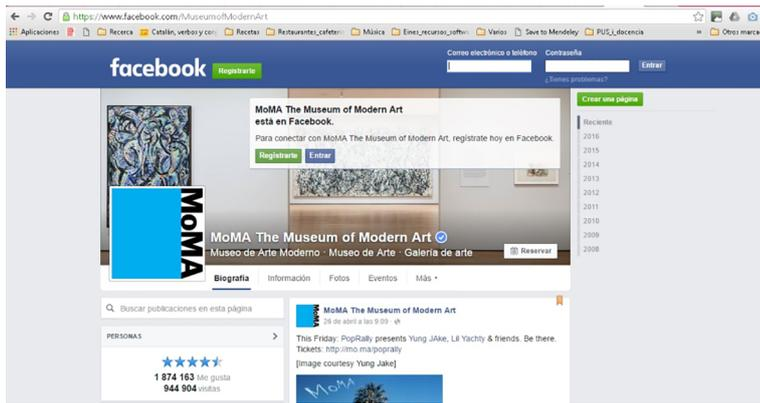 https://www.facebook.com/MuseumofModernArt
Aplicaciones Recerca Catalán, verbos y conj Recetas Restaurantes_cafeterí Música Eines_recursos_softw Varios Save to Mendeley PUS_i_docencia » Otros marca
facebook Registrarte
Correo electrónico o teléfono Contraseña
Entrar
¿Tienes problemas?
MoMA The Museum of Modern Art
está en Facebook.
Para conectar con MoMA The Museum of Modern Art, regístrate hoy en Facebook.
Registrarte Entrar
Crear una página
Reciente
2016
2015
2014
2013
2012
2011
2010
2009
2008
MoMA
MoMA The Museum of Modern Art
Museo de Arte Moderno · Museo de Arte · Galería de arte
Reservar
Biografía Información Fotos Eventos Más
Buscar publicaciones en esta página
PERSONAS
1 874 163 Me gusta
944 904 visitas
MoMA
MoMA The Museum of Modern Art
26 de abril a las 9:09 ·
This Friday: PopRally presents Yung JAke, Lil Yachty & friends. Be there.
Tickets: http://mo.ma/poprally
[Image courtesy Yung Jake]
MoMA